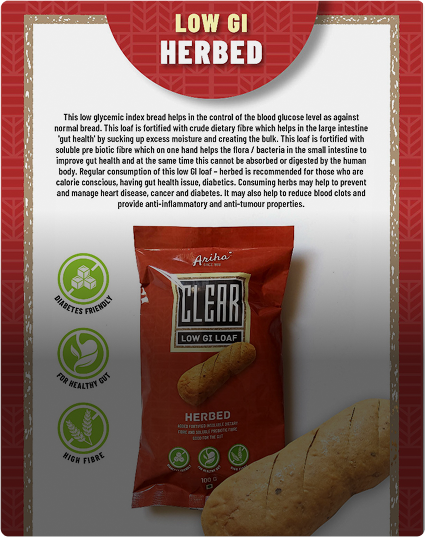 LOW GI
HERBED
This low glycemic index bread helps in the control of the blood glucose level as against
normal bread. This loaf is fortified with crude dietary fibre which helps in the large intestine
'gut health' by sucking up excess moisture and creating the bulk. This loaf is fortified with
soluble pre biotic fibre which on one hand helps the flora / bacteria in the small intestine to
improve gut health and at the same time this cannot be absorbed or digested by the human
body. Regular consumption of this low GI loaf – herbed is recommended for those who are
calorie conscious, having gut health issue, diabetics. Consuming herbs may help to prevent
and manage heart disease, cancer and diabetes. It may also help to reduce blood clots and
provide anti-inflammatory and anti-tumour properties.
Ariha
CLEAR
LOW GI LOAF
DIABETES FRIENDLY
FOR HEALTHY GUT
HERBED
HIGH FIBRE
100 G